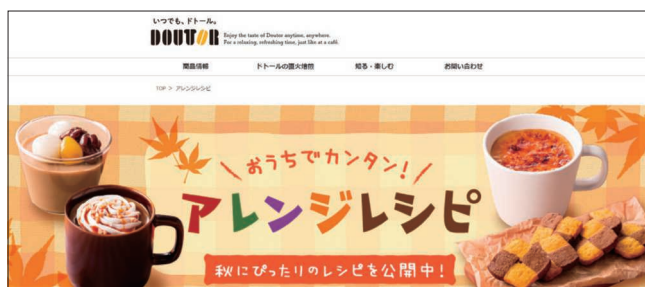 いつでも、ドトール。
DOUTOR
Enjoy the taste of Doutor anytime, anywhere.
For a relaxing, refreshing time, just like at a café.
商品情報 ドトールの直火焙煎 知る・楽しむ お問い合わせ
TOP > アレンジレシピ
おうちでカンタン!
アレンジレシピ
秋にぴったりのレシピを公開中!